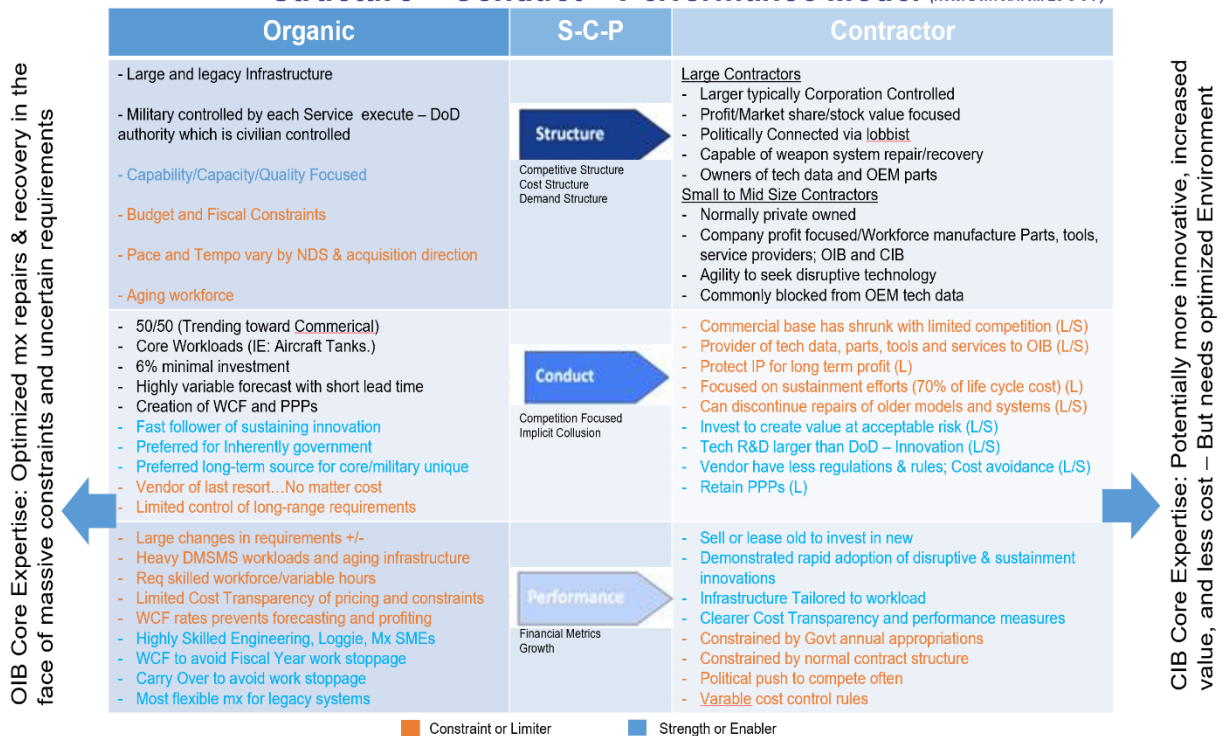 OIB Core Expertise: Optimized mx repairs & recovery in the
face of massive constraints and uncertain requirements
Organic
S-C-P
Contractor
- Large and legacy Infrastructure
- Military controlled by each Service execute – DoD
authority which is civilian controlled
- Capability/Capacity/Quality Focused
- Budget and Fiscal Constraints
- Pace and Tempo vary by NDS & acquisition direction
- Aging workforce
Structure
Competitive Structure
Cost Structure
Demand Structure
Large Contractors
- Larger typically Corporation Controlled
- Profit/Market share/stock value focused
- Politically Connected via lobbist
- Capable of weapon system repair/recovery
- Owners of tech data and OEM parts
Small to Mid Size Contractors
- Normally private owned
- Company profit focused/Workforce manufacture Parts, tools,
service providers; OIB and CIB
- Agility to seek disruptive technology
- Commonly blocked from OEM tech data
- 50/50 (Trending toward Commerical)
- Core Workloads (IE: Aircraft Tanks.)
- 6% minimal investment
- Highly variable forecast with short lead time
- Creation of WCF and PPPs
- Fast follower of sustaining innovation
- Preferred for Inherently government
- Preferred long-term source for core/military unique
- Vendor of last resort…No matter cost
- Limited control of long-range requirements
Conduct
Competition Focused
Implicit Collusion
- Commercial base has shrunk with limited competition (L/S)
- Provider of tech data, parts, tools and services to OIB (L/S)
- Protect IP for long term profit (L)
- Focused on sustainment efforts (70% of life cycle cost) (L)
- Can discontinue repairs of older models and systems (L/S)
- Invest to create value at acceptable risk (L/S)
- Tech R&D larger than DoD – Innovation (L/S)
- Vendor have less regulations & rules; Cost avoidance (L/S)
- Retain PPPs (L)
- Large changes in requirements +/-
- Heavy DMSMS workloads and aging infrastructure
- Req skilled workforce/variable hours
- Limited Cost Transparency of pricing and constraints
- WCF rates prevents forecasting and profiting
- Highly Skilled Engineering, Loggie, Mx SMEs
- WCF to avoid Fiscal Year work stoppage
- Carry Over to avoid work stoppage
- Most flexible mx for legacy systems
Performance
Financial Metrics
Growth
- Sell or lease old to invest in new
- Demonstrated rapid adoption of disruptive & sustainment
innovations
- Infrastructure Tailored to workload
- Clearer Cost Transparency and performance measures
- Constrained by Govt annual appropriations
- Constrained by normal contract structure
- Political push to compete often
- Varable cost control rules
CIB Core Expertise: Potentially more innovative, increased
value, and less cost – But needs optimized Environment
Constraint or Limiter
Strength or Enabler